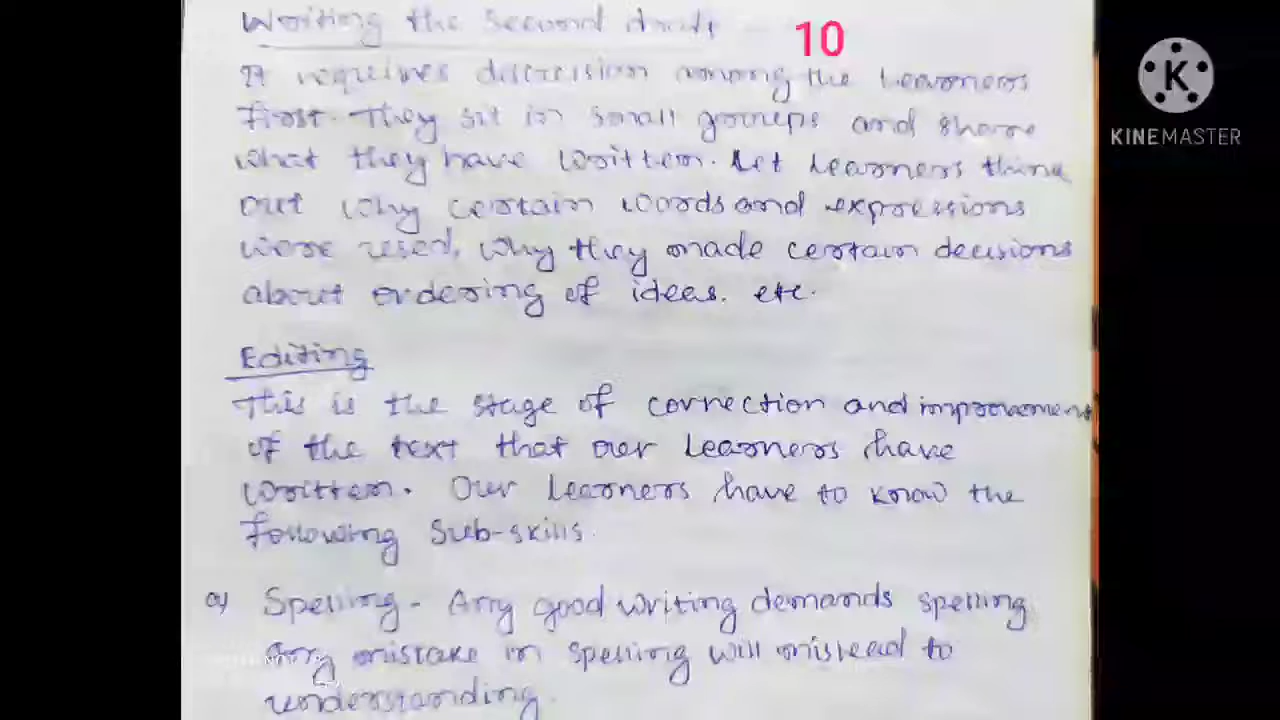 Writing the Second draft
10
It requires discussion among the learners
first. They sit in small groups and share
what they have written. Let learners think
out why certain words and expressions
were used, why they made certain decisions
about ordering of ideas. etc.
Editing
This is the stage of correction and improvement
of the text that our learners have
written. Our learners have to know the
following sub-skills.
a) Spelling - Any good writing demands spelling
any mistake in spelling will mislead to
understanding.
K
KINEMASTER